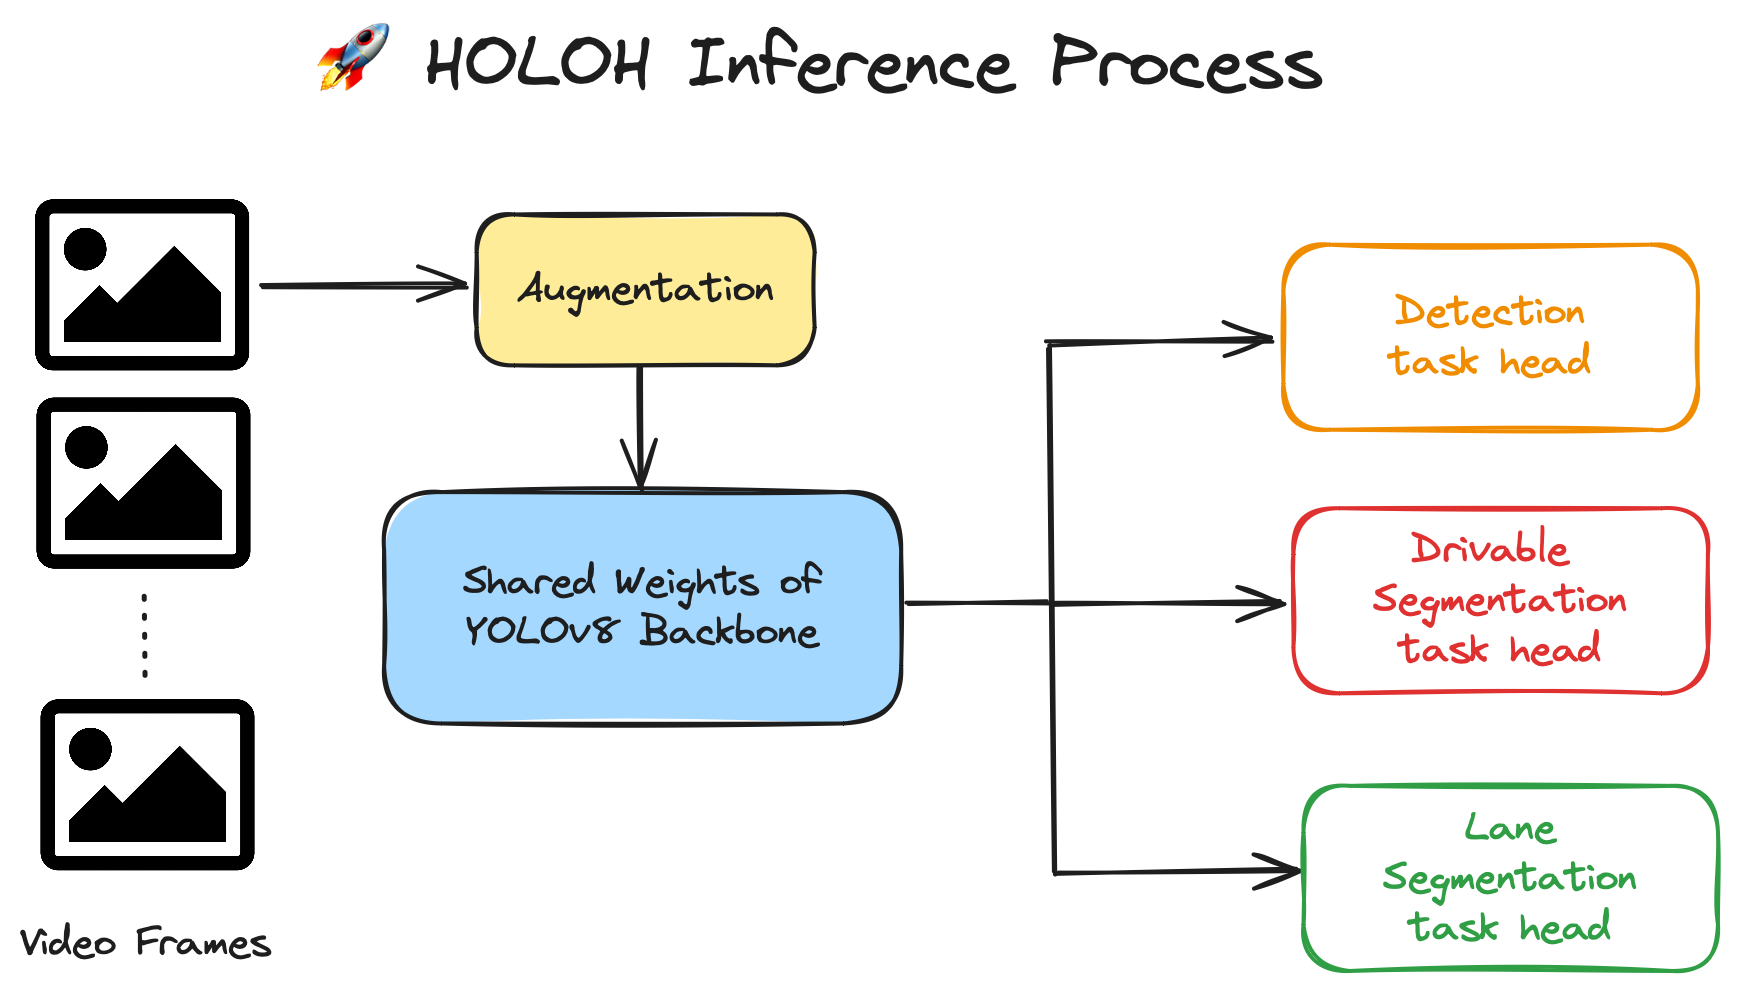 🚀 HOLOH Inference Process
Augmentation
Shared Weights of
YOLOv8 Backbone
Detection
task head
Drivable
Segmentation
task head
Lane
Segmentation
task head
Video Frames